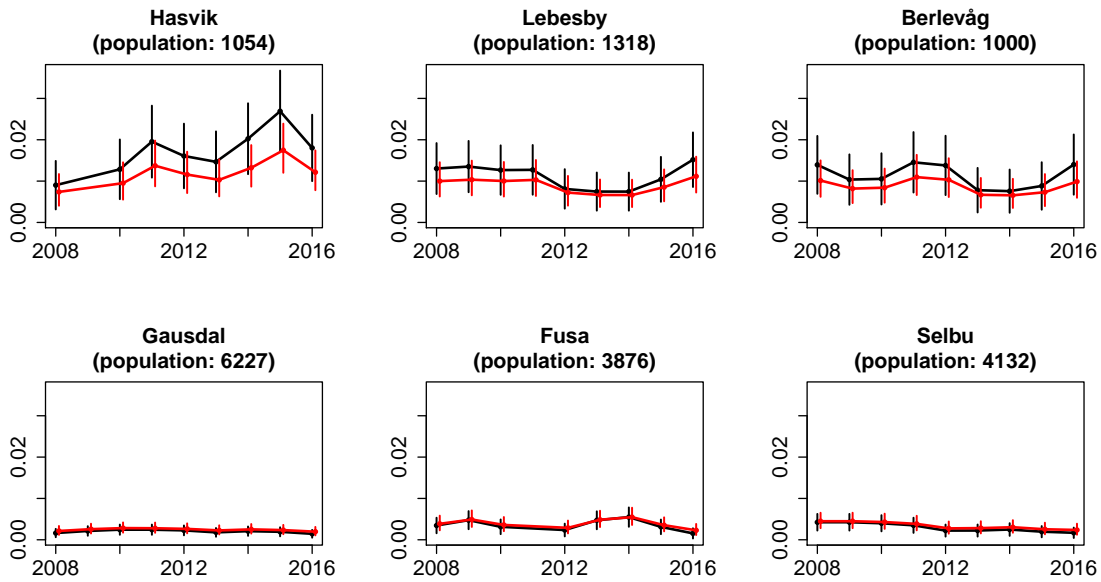 Hasvik
(population: 1054)
Lebesby
(population: 1318)
Berlevåg
(population: 1000)
0.00
0.02
2008
2012
2016
0.00
0.02
2008
2012
2016
0.00
0.02
2008
2012
2016
Gausdal
(population: 6227)
Fusa
(population: 3876)
Selbu
(population: 4132)
0.00
0.02
2008
2012
2016
0.00
0.02
2008
2012
2016
0.00
0.02
2008
2012
2016